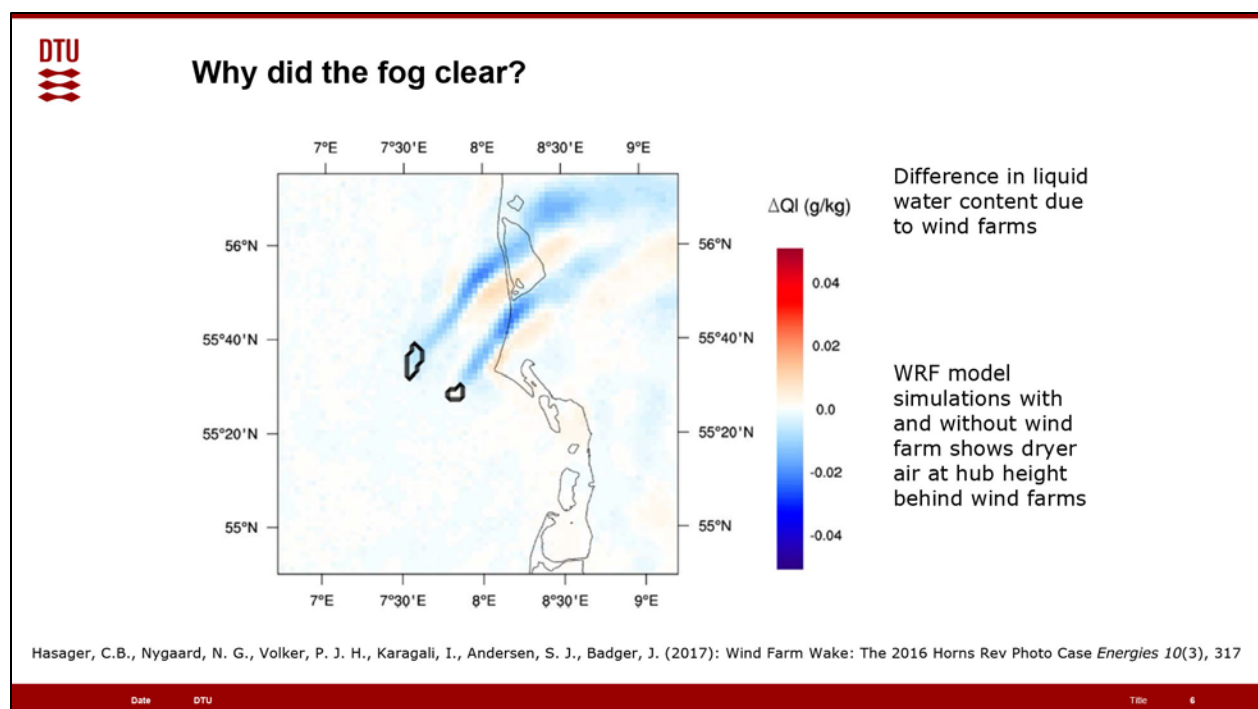 DTU
Why did the fog clear?
7°E 7°30'E 8°E 8°30'E 9°E
ΔQl (g/kg)
56°N
55°40'N
55°20'N
55°N
56°N
55°40'N
55°20'N
55°N
7°E 7°30'E 8°E 8°30'E 9°E
0.04
0.02
0.0
-0.02
-0.04
Difference in liquid
water content due
to wind farms
WRF model
simulations with
and without wind
farm shows dryer
air at hub height
behind wind farms
Hasager, C.B., Nygaard, N. G., Volker, P. J. H., Karagali, I., Andersen, S. J., Badger, J. (2017): Wind Farm Wake: The 2016 Horns Rev Photo Case Energies 10(3), 317
Date DTU Title 6